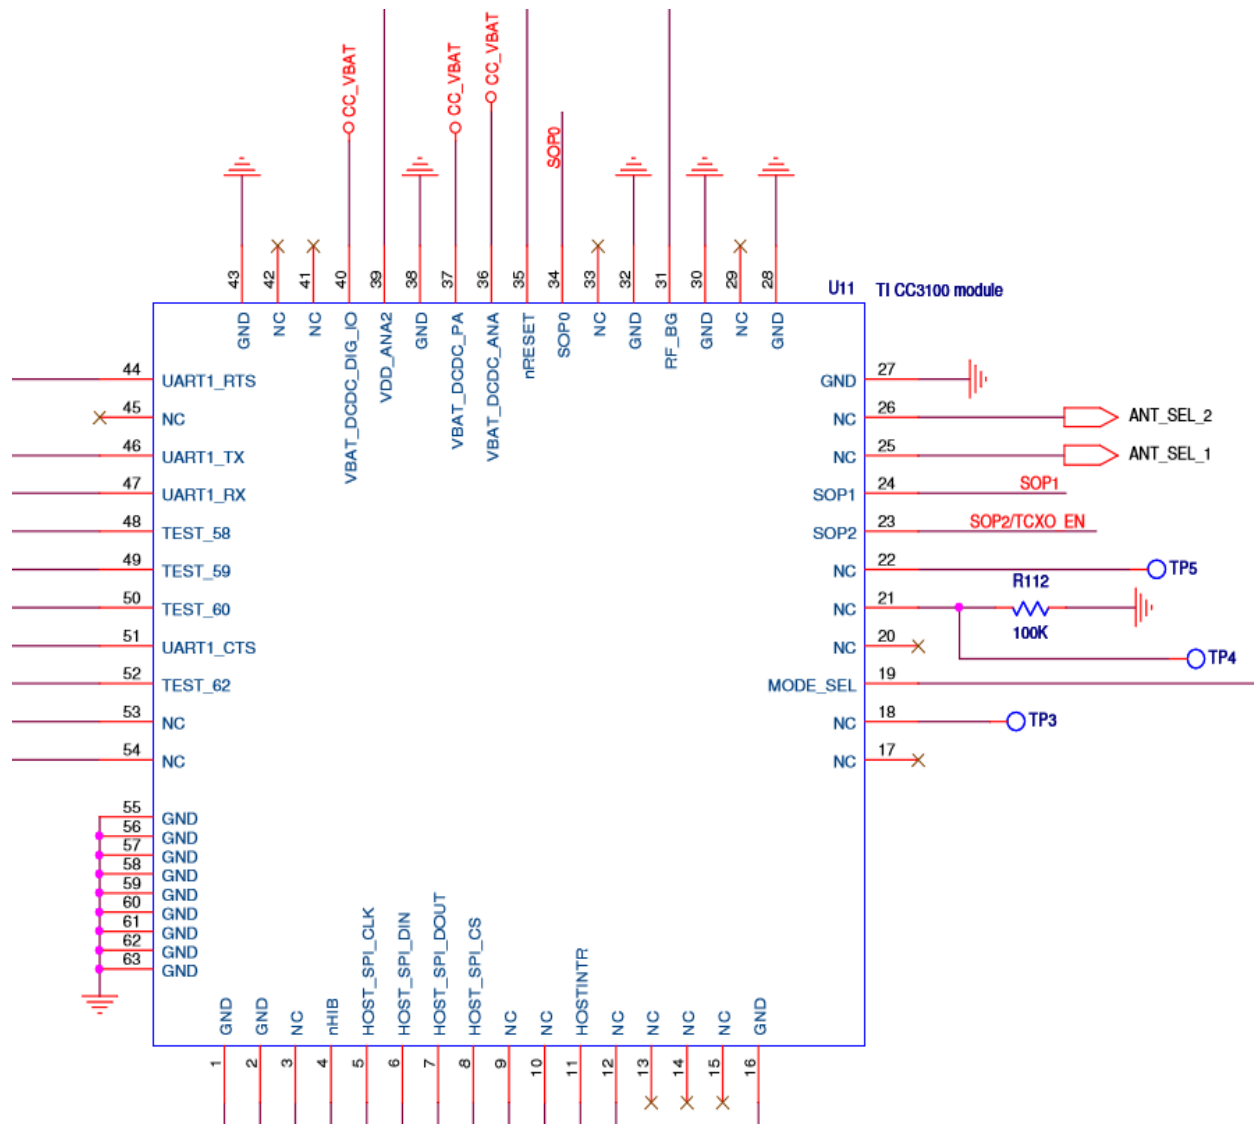 CC_VBAT
CC_VBAT
CC_VBAT
SOP0
43
42
41
40
39
38
37
36
35
34
33
32
31
30
29
28
U11 TI CC3100 module
GND
NC
NC
VBAT_DCDC_DIG_IO
VDD_ANA2
GND
VBAT_DCDC_PA
VBAT_DCDC_ANA
nRESET
SOP0
NC
GND
RF_BG
GND
NC
GND
44 UART1_RTS
45 NC
46 UART1_TX
47 UART1_RX
48 TEST_58
49 TEST_59
50 TEST_60
51 UART1_CTS
52 TEST_62
53 NC
54 NC
55 GND
56 GND
57 GND
58 GND
59 GND
60 GND
61 GND
62 GND
63 GND
GND 27
NC 26 ANT_SEL_2
NC 25 ANT_SEL_1
SOP1 24 SOP1
SOP2 23 SOP2/TCXO_EN
NC 22 TP5
R112
NC 21
100K
NC 20
TP4
MODE_SEL 19
NC 18 TP3
NC 17
GND
GND
NC
nHIB
HOST_SPI_CLK
HOST_SPI_DIN
HOST_SPI_DOUT
HOST_SPI_CS
NC
NC
HOSTINTR
NC
NC
NC
NC
GND
1
2
3
4
5
6
7
8
9
10
11
12
13
14
15
16